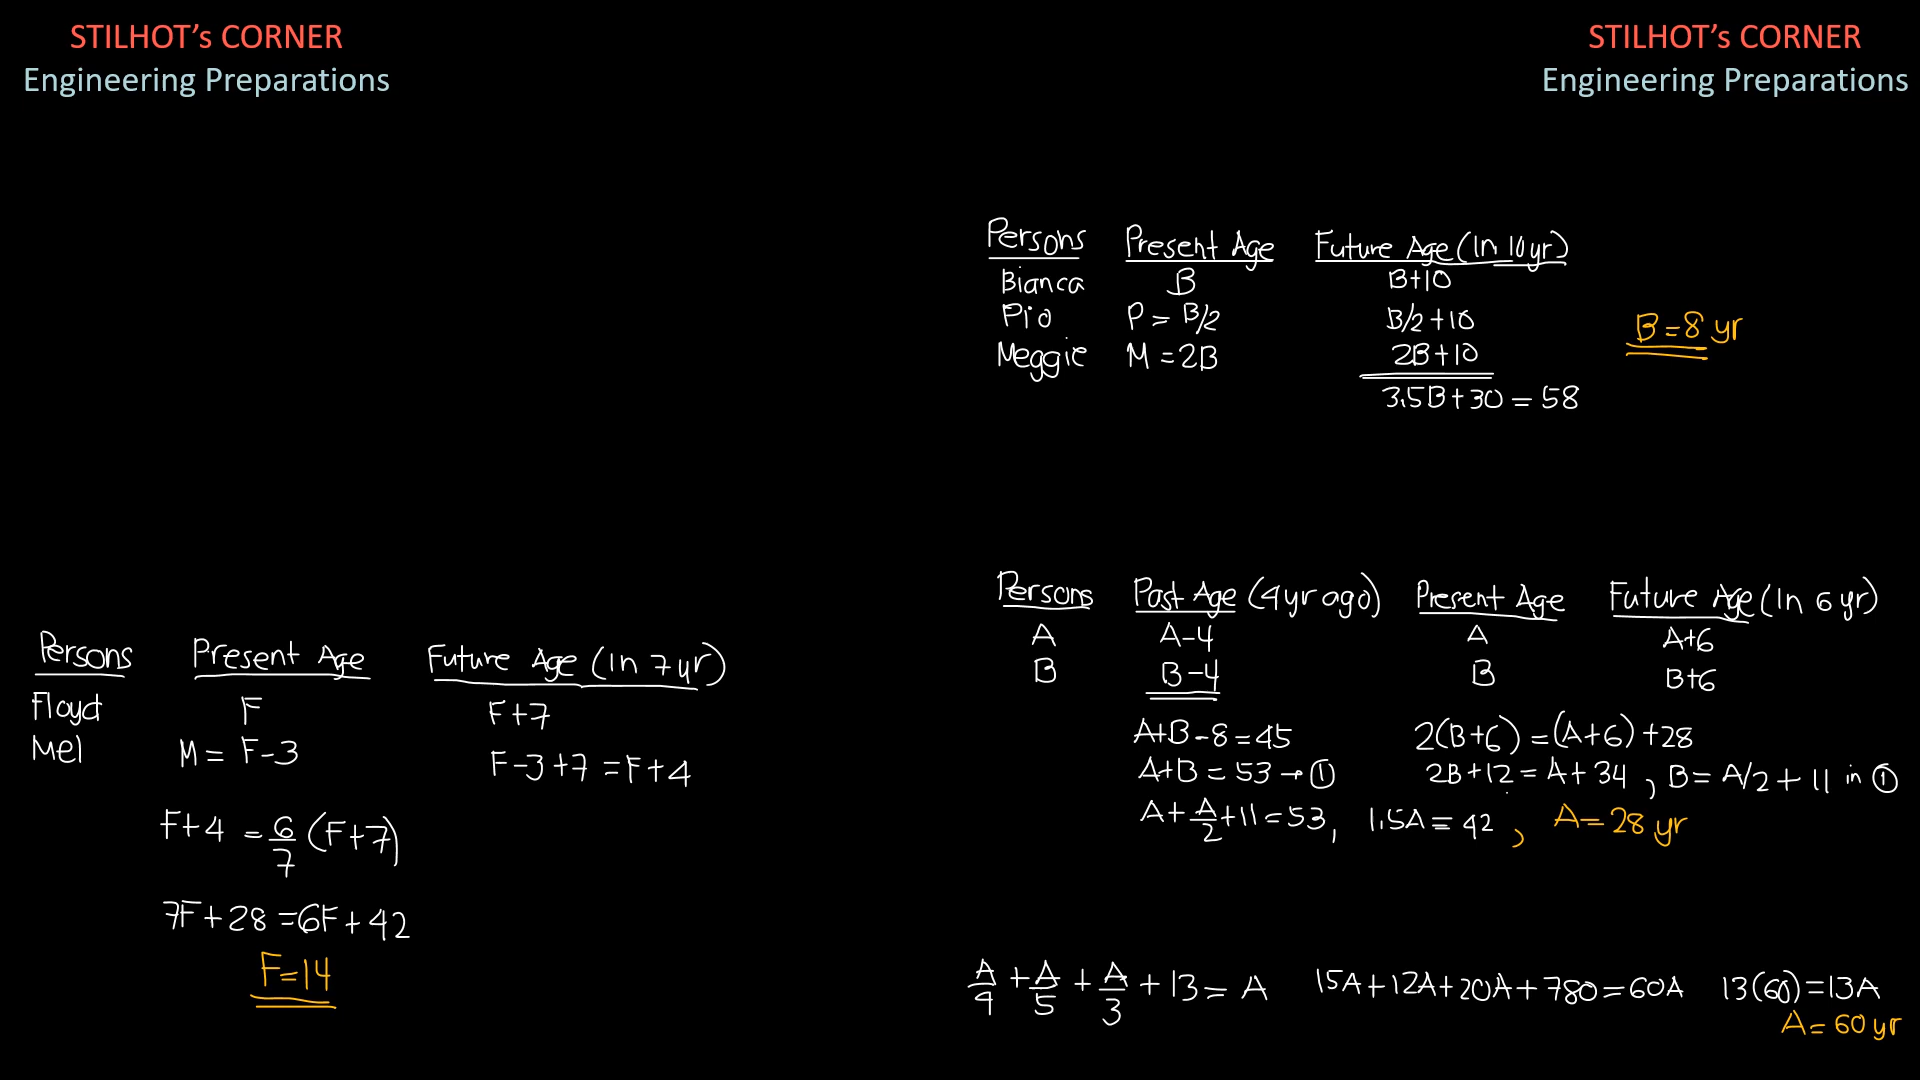 STILHOT's CORNER
Engineering Preparations
STILHOT's CORNER
Engineering Preparations
Persons Present Age Future Age (In 10 yr)
Bianca B B+10
Pio P = B/2 B/2 + 10
Meggie M = 2B 2B + 10
3.5B + 30 = 58
B = 8 yr
Persons Present Age Future Age (In 7 yr)
Floyd F F+7
Mel M = F-3 F-3+7 = F+4
F+4 = 6/7 (F+7)
7F + 28 = 6F + 42
F = 14
Persons Past Age (4 yr ago) Present Age Future Age (In 6 yr)
A A-4 A A+6
B B-4 B B+6
A+B-8 = 45 2(B+6) = (A+6) + 28
A+B = 53 → ① 2B+12 = A+34 , B = A/2 + 11 in ①
A + A/2 + 11 = 53, 1.5A = 42 , A = 28 yr
A/4 + A/5 + A/3 + 13 = A 15A + 12A + 20A + 780 = 60A 13(60) = 13A
A = 60 yr